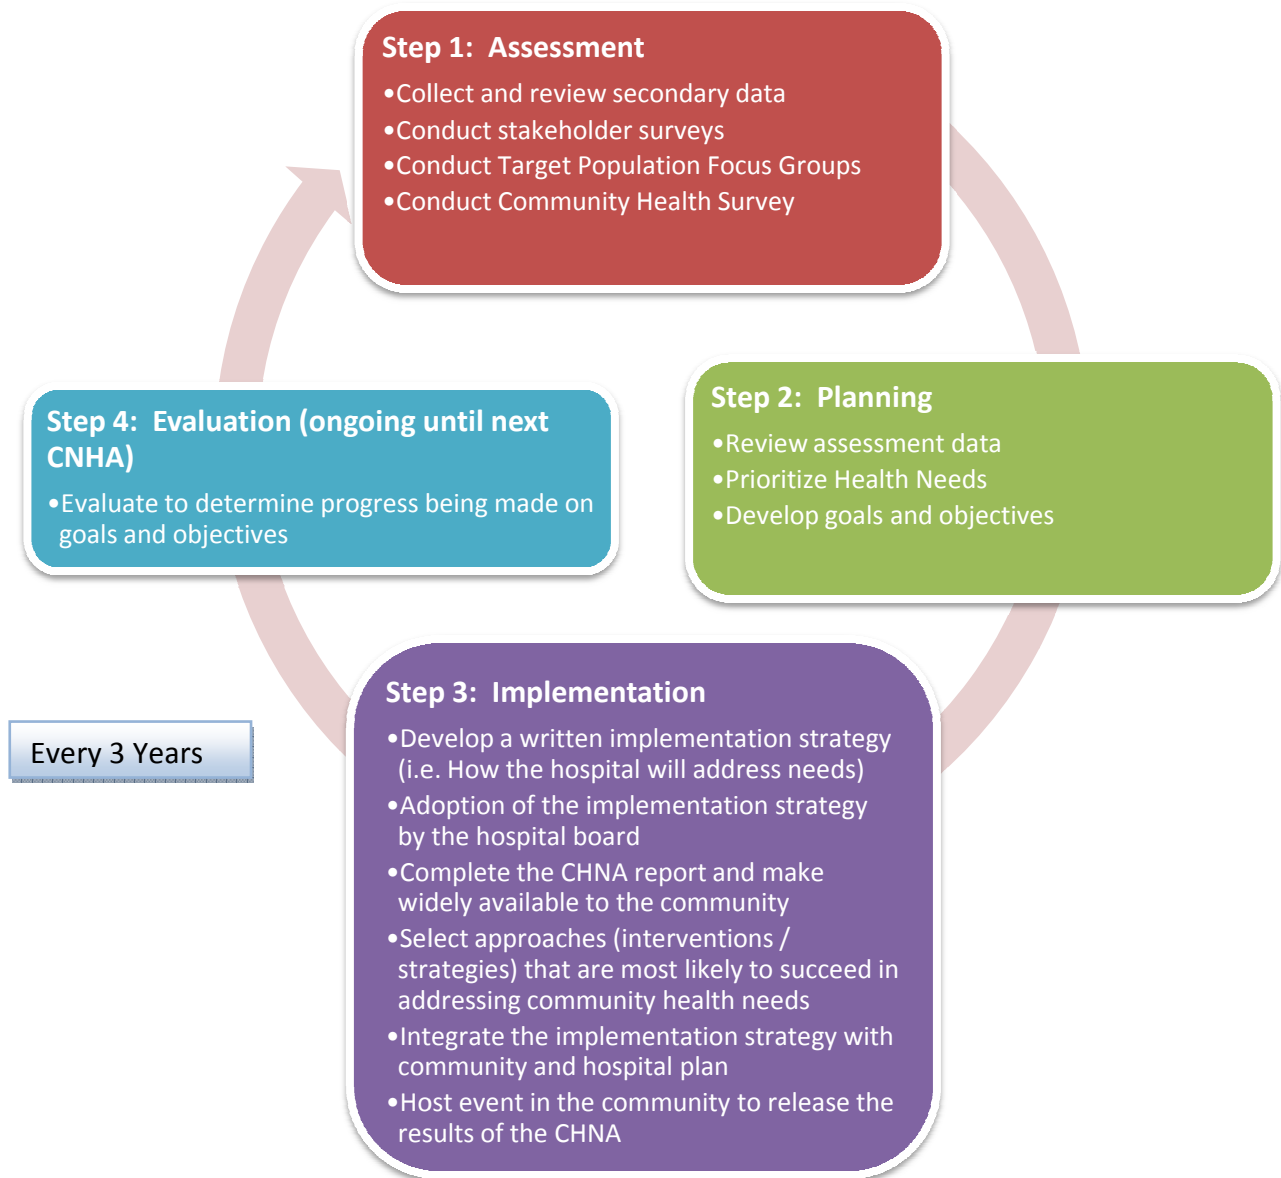 Step 1:  Assessment
•Collect and review secondary data
•Conduct stakeholder surveys
•Conduct Target Population Focus Groups
•Conduct Community Health Survey
Step 2:  Planning
•Review assessment data
•Prioritize Health Needs
•Develop goals and objectives
Step 3:  Implementation
•Develop a written implementation strategy
(i.e. How the hospital will address needs)
•Adoption of the implementation strategy
by the hospital board
•Complete the CHNA report and make
widely available to the community
•Select approaches (interventions /
strategies) that are most likely to succeed in
addressing community health needs
•Integrate the implementation strategy with
community and hospital plan
•Host event in the community to release the
results of the CHNA
Step 4:  Evaluation (ongoing until next
CNHA)
•Evaluate to determine progress being made on
goals and objectives
Every 3 Years